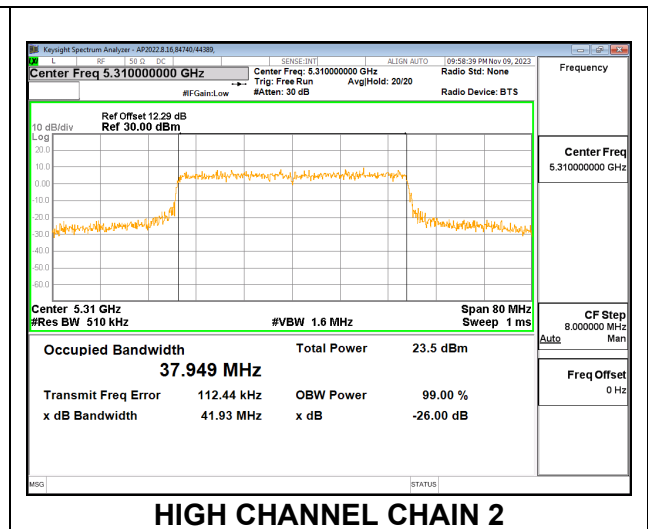 Keysight Spectrum Analyzer - AP2022.8.16,84740/44389,
L RF 50 Ω DC SENSE:INT ALIGN AUTO 09:58:39 PM Nov 09, 2023
Center Freq 5.310000000 GHz Center Freq: 5.310000000 GHz Radio Std: None Frequency
Trig: Free Run Avg|Hold: 20/20
#IFGain:Low #Atten: 30 dB Radio Device: BTS
Ref Offset 12.29 dB
10 dB/div Ref 30.00 dBm
Log
20.0
10.0
0.00
-10.0
-20.0
-30.0
-40.0
-50.0
-60.0
Center Freq
5.310000000 GHz
Center 5.31 GHz Span 80 MHz
#Res BW 510 kHz #VBW 1.6 MHz Sweep 1 ms
CF Step
8.000000 MHz
Auto Man
Occupied Bandwidth Total Power 23.5 dBm
37.949 MHz
Freq Offset
0 Hz
Transmit Freq Error 112.44 kHz OBW Power 99.00 %
x dB Bandwidth 41.93 MHz x dB -26.00 dB
MSG STATUS
HIGH CHANNEL CHAIN 2